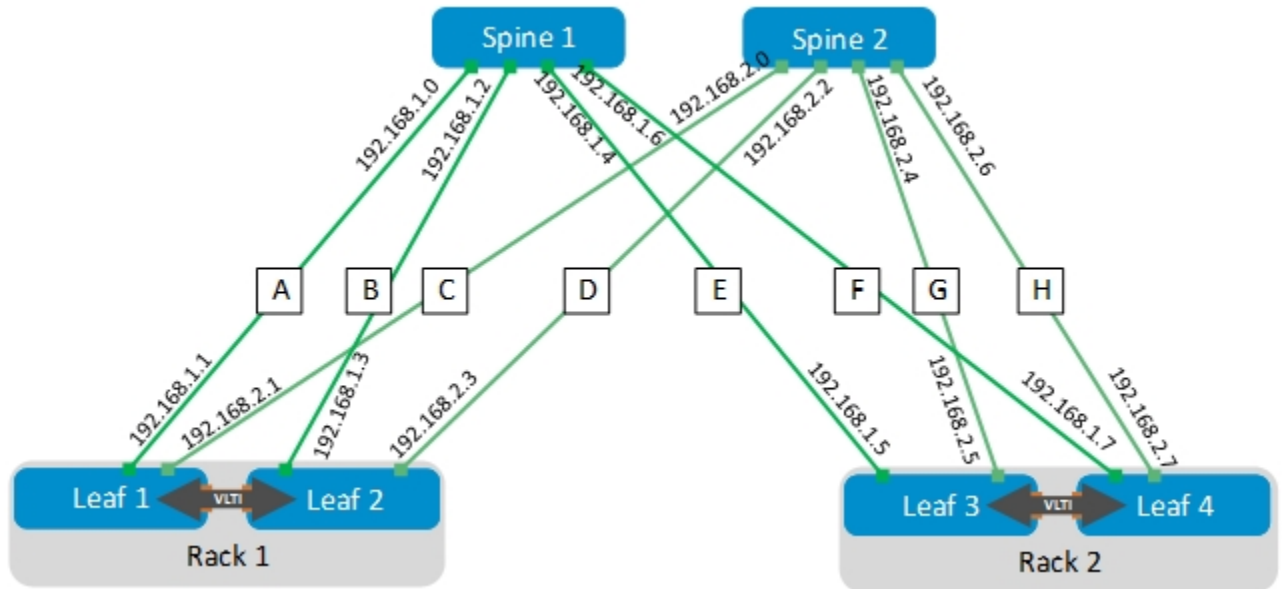 Spine 1
Spine 2
192.168.1.0
192.168.1.2
192.168.1.4
192.168.1.6
192.168.2.0
192.168.2.2
192.168.2.4
192.168.2.6
A
B
C
D
E
F
G
H
192.168.1.1
192.168.2.1
192.168.1.3
192.168.2.3
192.168.1.5
192.168.2.5
192.168.1.7
192.168.2.7
Leaf 1
VLTi
Leaf 2
Leaf 3
VLTi
Leaf 4
Rack 1
Rack 2